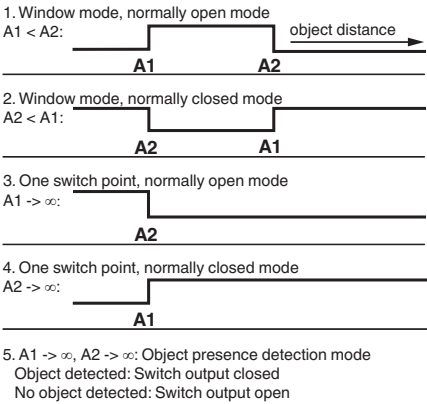 1. Window mode, normally open mode
A1 < A2:
object distance
A1 A2
2. Window mode, normally closed mode
A2 < A1:
A2 A1
3. One switch point, normally open mode
A1 -> ∞:
A2
4. One switch point, normally closed mode
A2 -> ∞:
A1
5. A1 -> ∞, A2 -> ∞: Object presence detection mode
Object detected: Switch output closed
No object detected: Switch output open